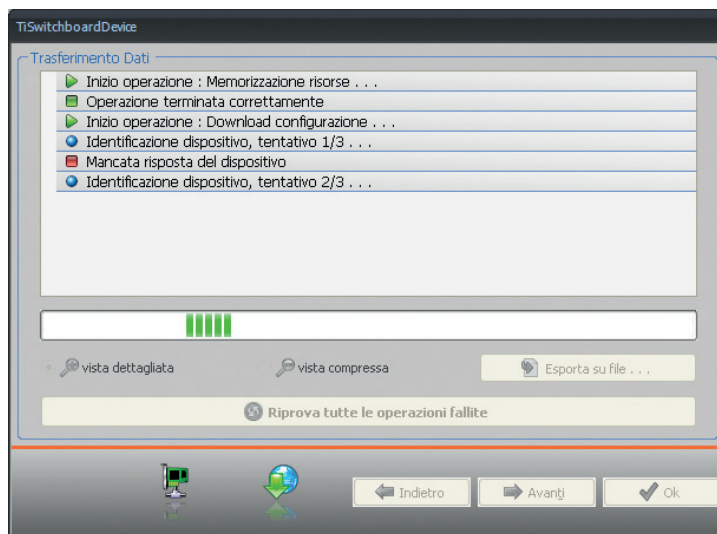 TiSwitchboardDevice
Trasferimento Dati
Inizio operazione : Memorizzazione risorse . . .
Operazione terminata correttamente
Inizio operazione : Download configurazione . . .
Identificazione dispositivo, tentativo 1/3 . . .
Mancata risposta del dispositivo
Identificazione dispositivo, tentativo 2/3 . . .
vista dettagliata
vista compressa
Esporta su file . . .
Riprova tutte le operazioni fallite
Indietro
Avanti
Ok